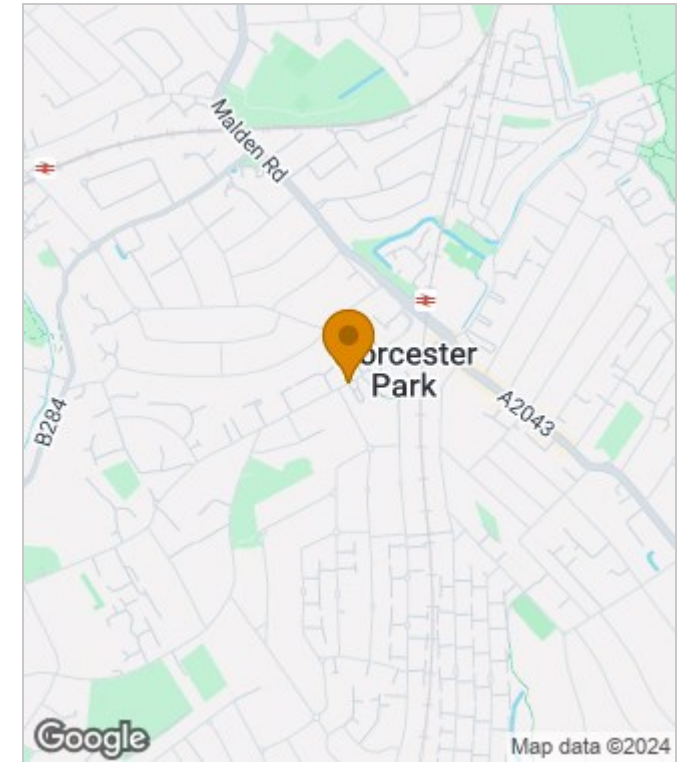 Malden Rd
orcester
Park
A2043
B284
Google
Map data ©2024